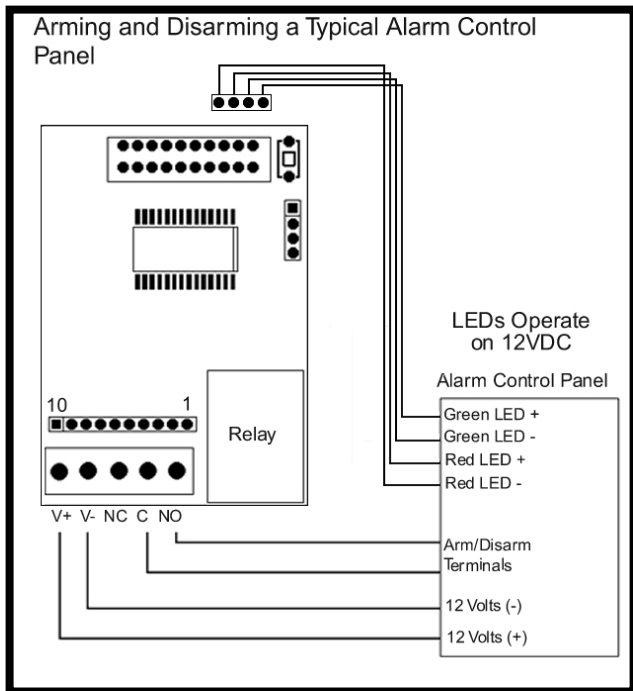 Arming and Disarming a Typical Alarm Control
Panel
LEDs Operate
on 12VDC
Alarm Control Panel
10 1
Relay
Green LED +
Green LED -
Red LED +
Red LED -
V+ V- NC C NO
Arm/Disarm
Terminals
12 Volts (-)
12 Volts (+)